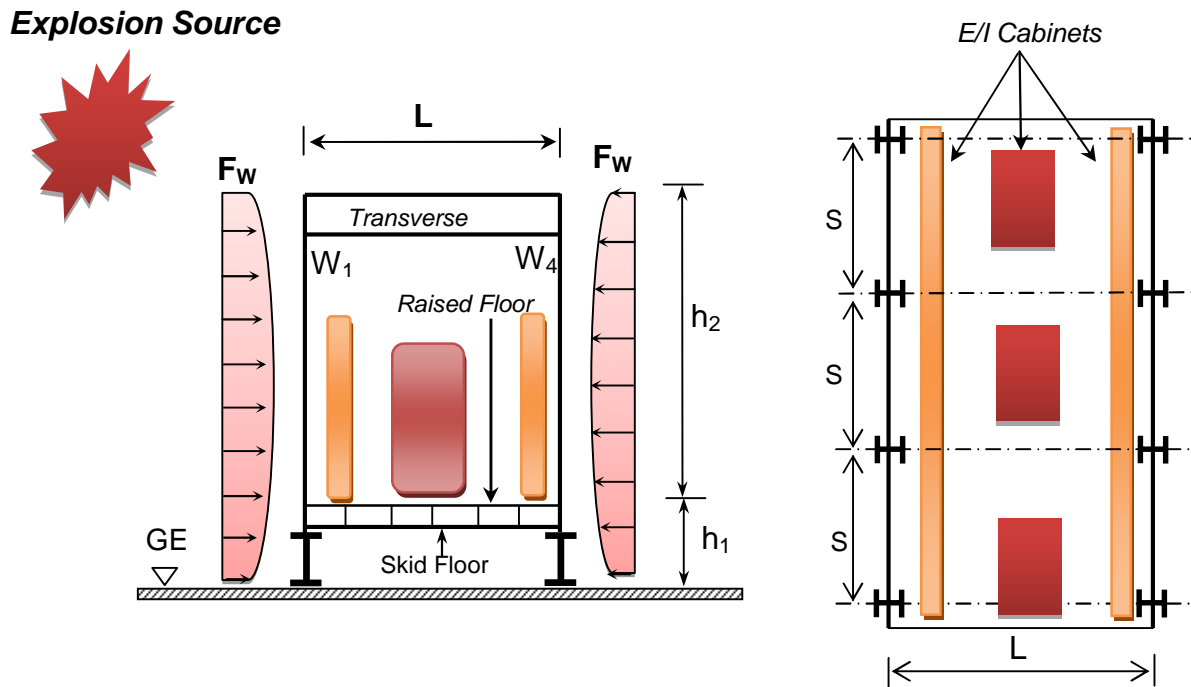 Explosion Source
E/I Cabinets
L
FW
FW
Transverse
W1
W4
Raised Floor
h2
S
S
S
GE
Skid Floor
h1
L